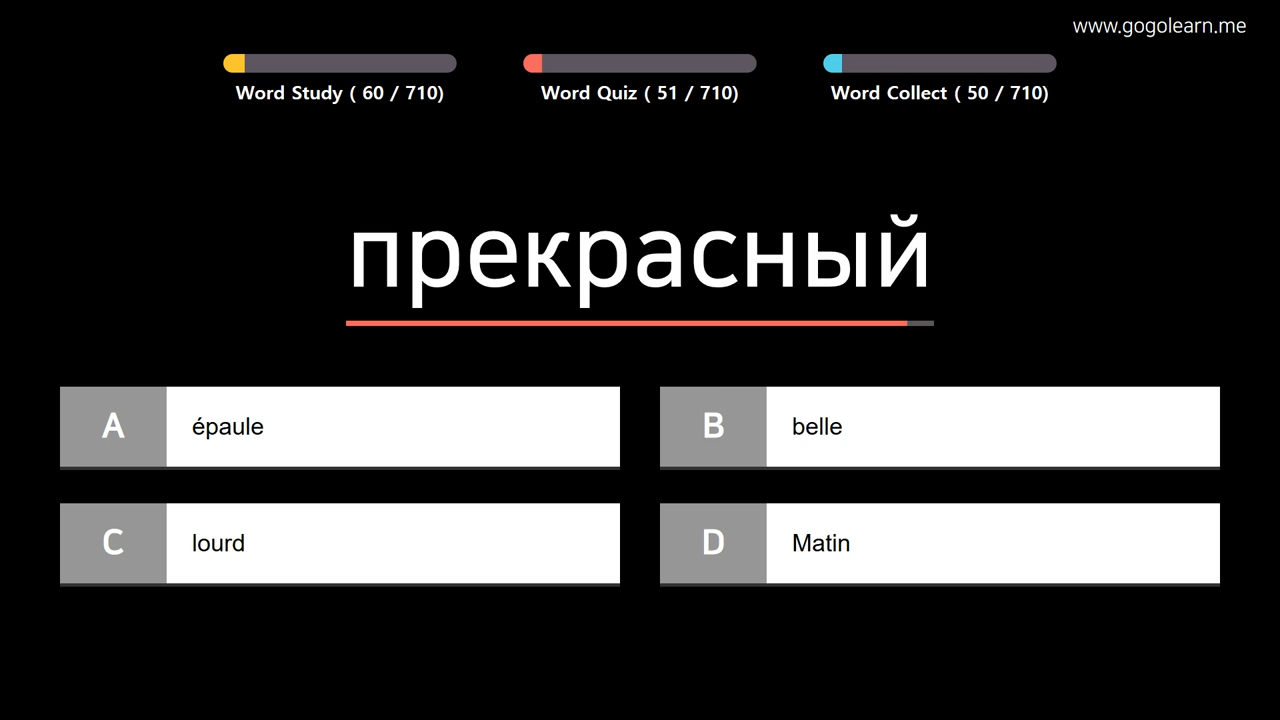 www.gogolearn.me
Word Study ( 60 / 710)
Word Quiz ( 51 / 710)
Word Collect ( 50 / 710)
прекрасный
A
épaule
B
belle
C
lourd
D
Matin